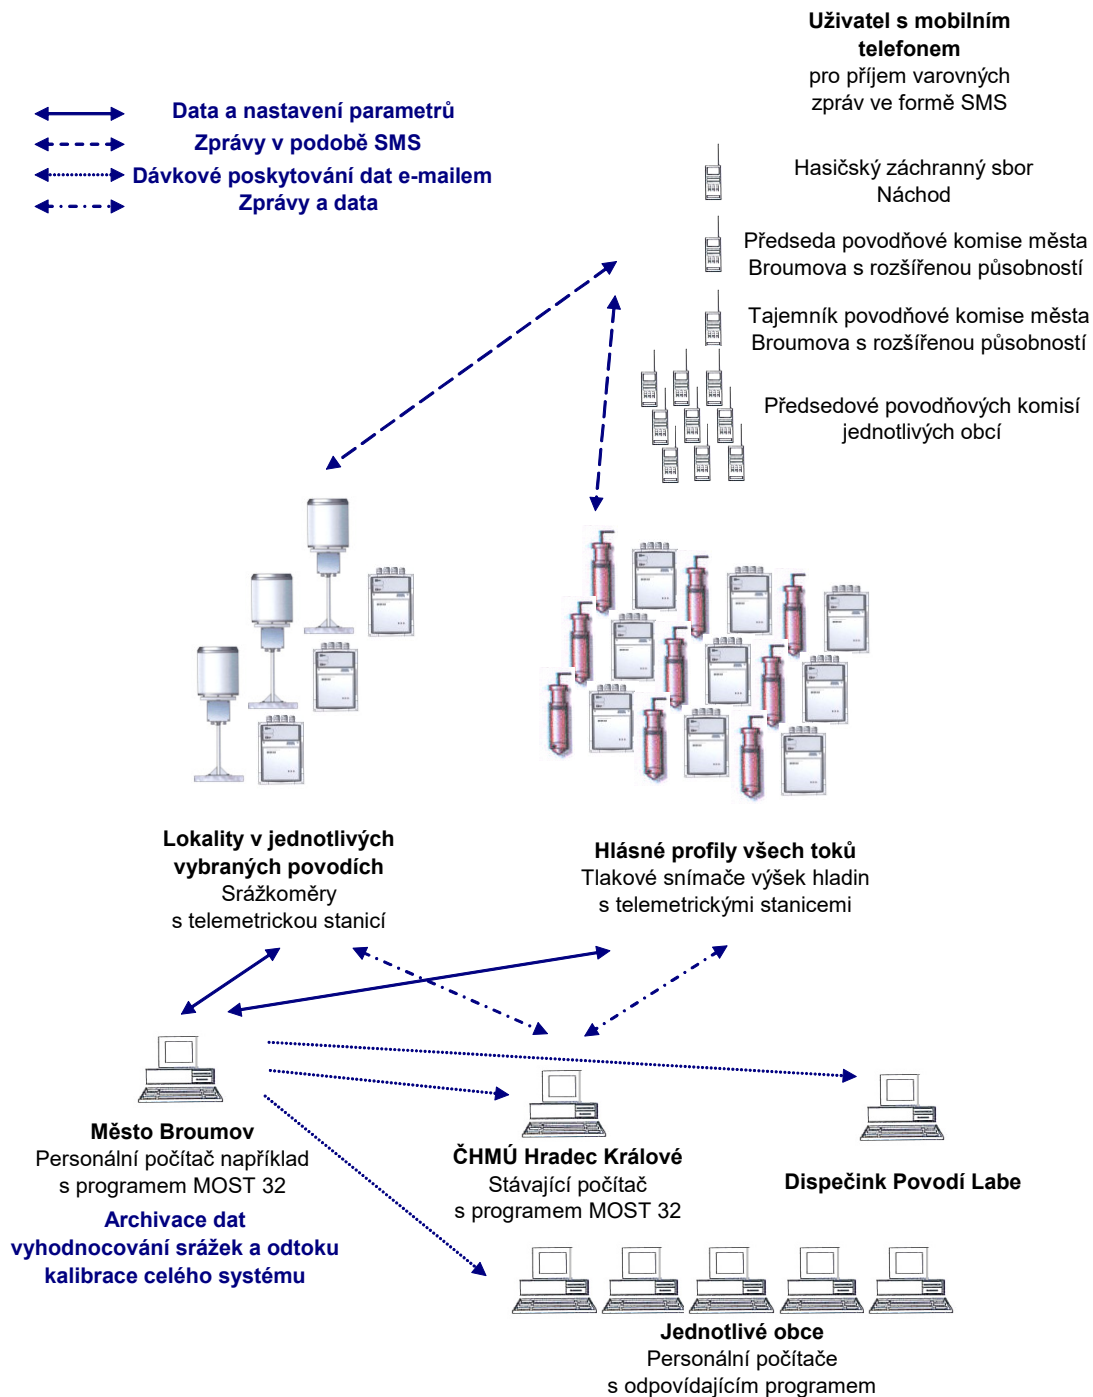 Uživatel s mobilním
telefonem
pro příjem varovných
zpráv ve formě SMS
Data a nastavení parametrů
Zprávy v podobě SMS
Dávkové poskytování dat e-mailem
Zprávy a data
Hasičský záchranný sbor
Náchod
Předseda povodňové komise města
Broumova s rozšířenou působností
Tajemník povodňové komise města
Broumova s rozšířenou působností
Předsedové povodňových komisí
jednotlivých obcí
Lokality v jednotlivých
vybraných povodích
Srážkoměry
s telemetrickou stanicí
Hlásné profily všech toků
Tlakové snímače výšek hladin
s telemetrickými stanicemi
Město Broumov
Personální počítač například
s programem MOST 32
Archivace dat
vyhodnocování srážek a odtoku
kalibrace celého systému
ČHMÚ Hradec Králové
Stávající počítač
s programem MOST 32
Dispečink Povodí Labe
Jednotlivé obce
Personální počítače
s odpovídajícím programem